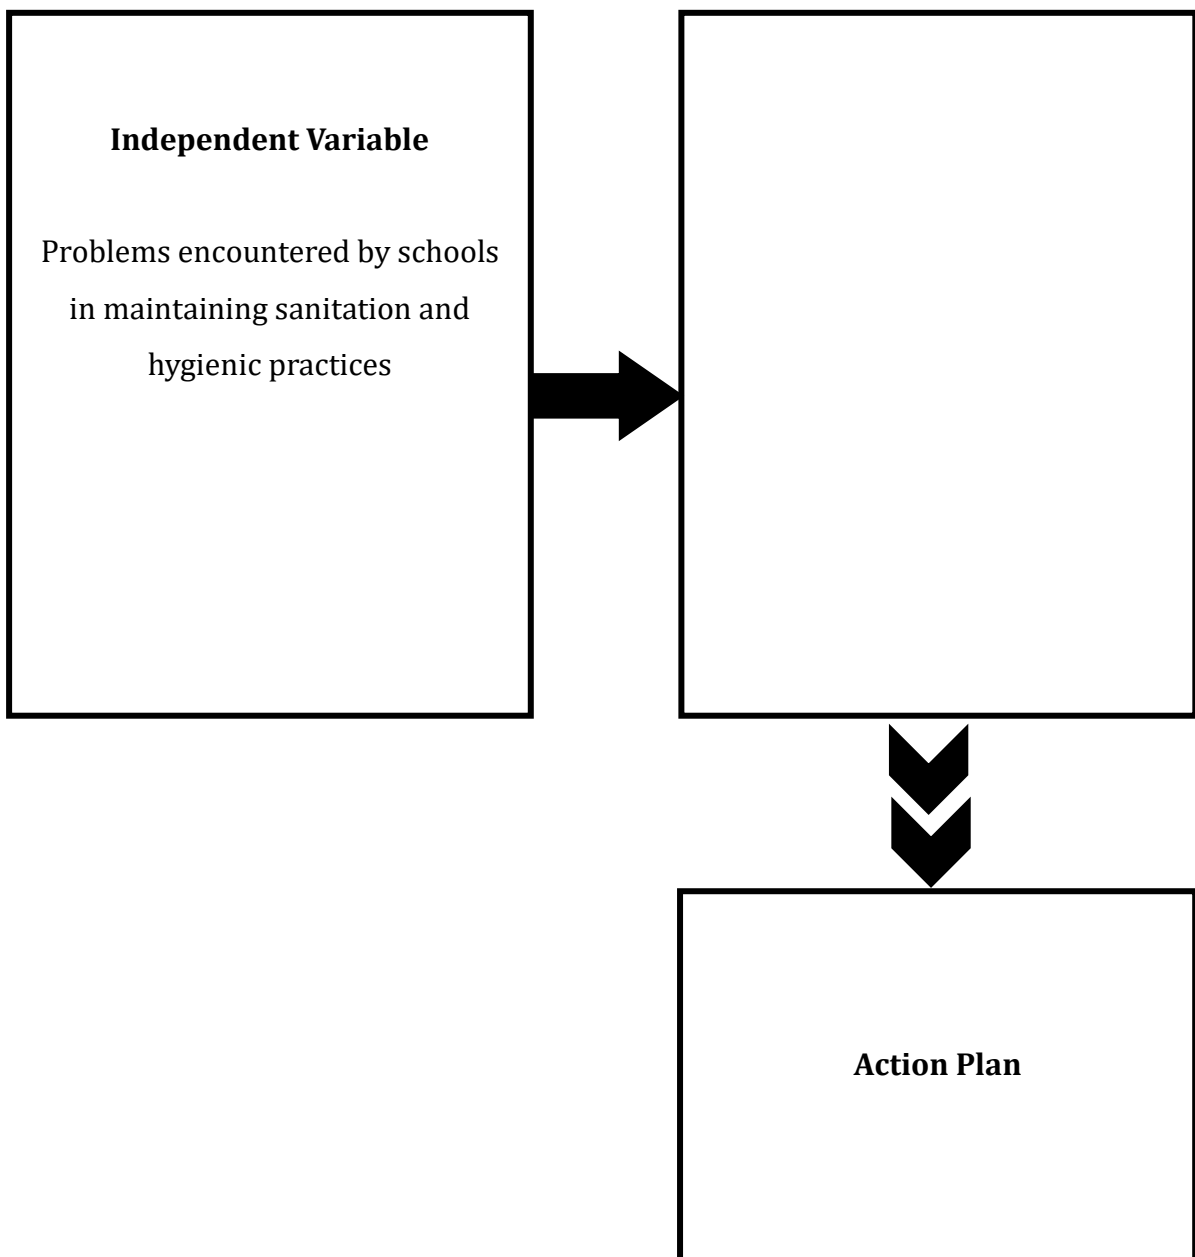 Independent Variable
Problems encountered by schools
in maintaining sanitation and
hygienic practices
Action Plan